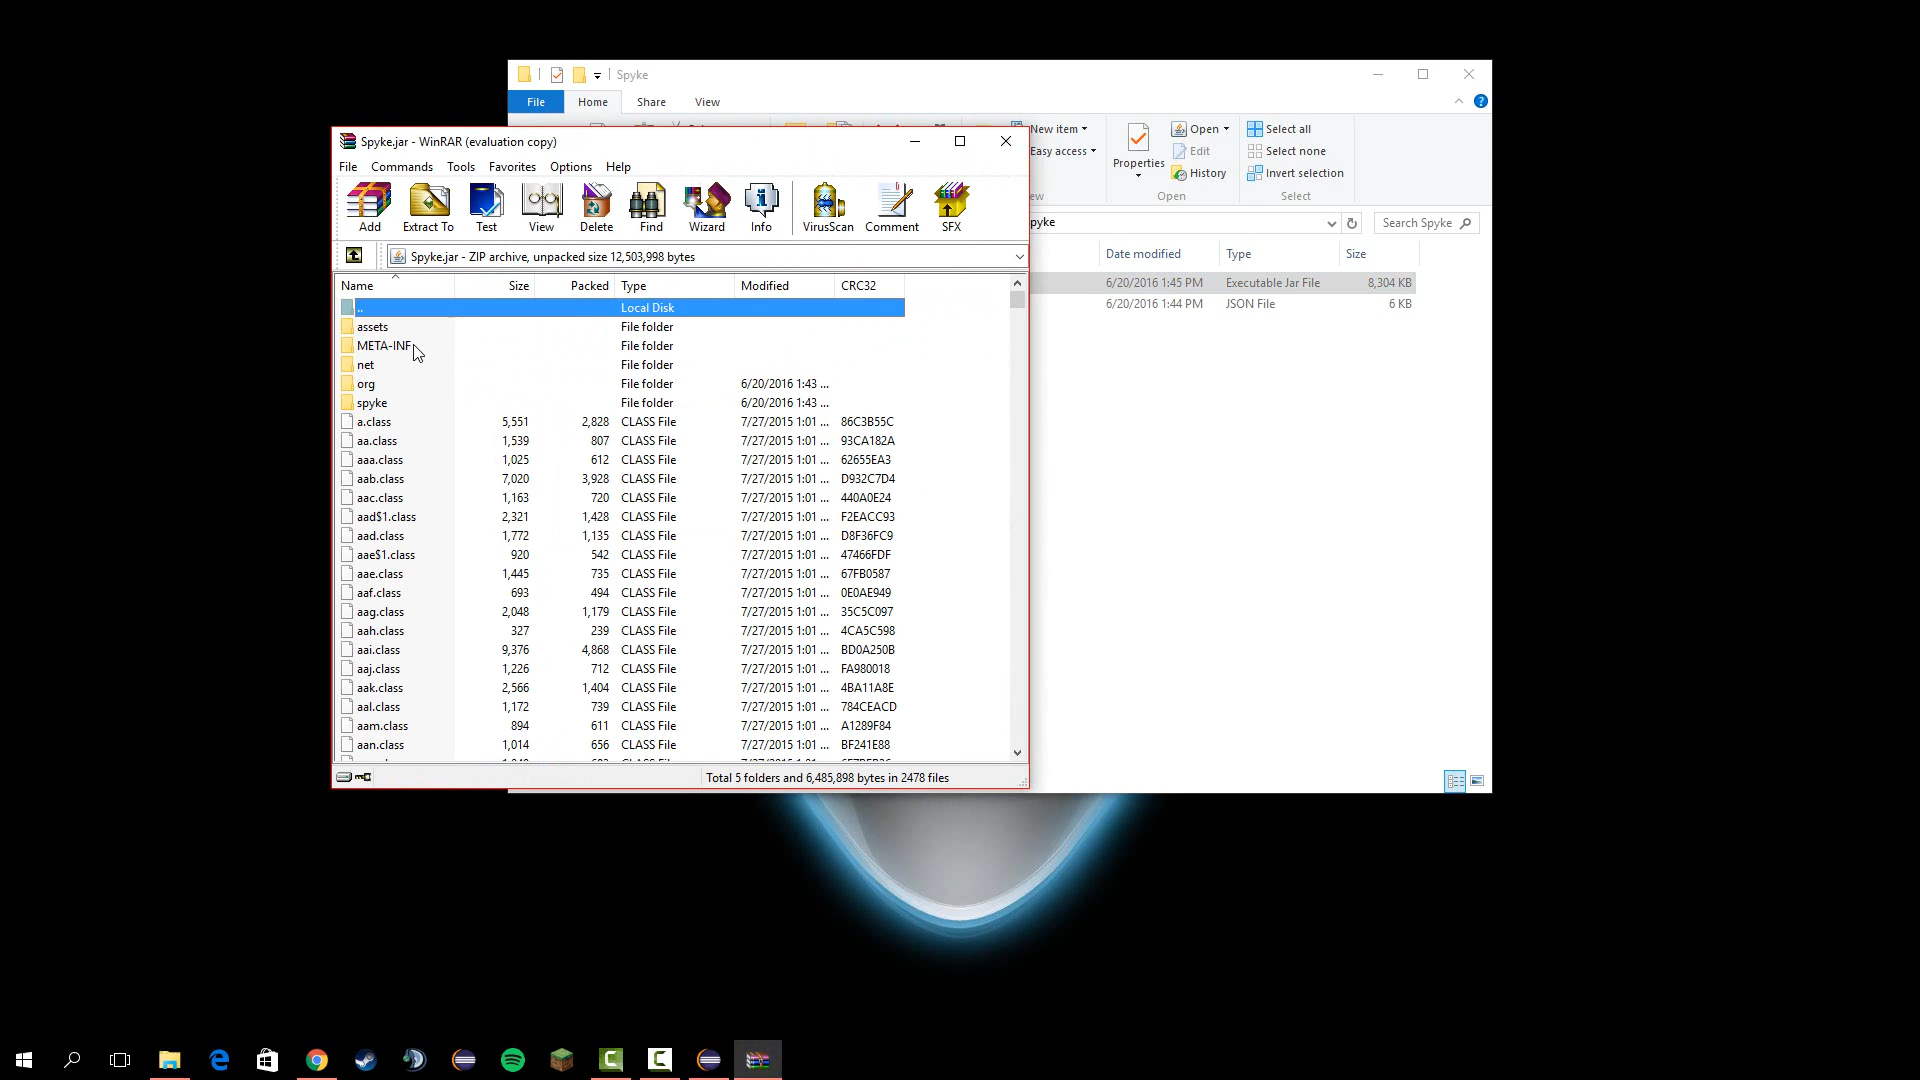 Spyke
File Home Share View
New item Open Select all
Easy access Properties Edit Select none
History Invert selection
Open Select
Search Spyke
Date modified Type Size
6/20/2016 1:45 PM Executable Jar File 8,304 KB
6/20/2016 1:44 PM JSON File 6 KB
Spyke.jar - WinRAR (evaluation copy)
File Commands Tools Favorites Options Help
Add Extract To Test View Delete Find Wizard Info VirusScan Comment SFX
Spyke.jar - ZIP archive, unpacked size 12,503,998 bytes
Name Size Packed Type Modified CRC32
.. Local Disk
assets File folder
META-INF File folder
net File folder
org File folder 6/20/2016 1:43 ...
spyke File folder 6/20/2016 1:43 ...
a.class 5,551 2,828 CLASS File 7/27/2015 1:01 ... 86C3B55C
aa.class 1,539 807 CLASS File 7/27/2015 1:01 ... 93CA182A
aaa.class 1,025 612 CLASS File 7/27/2015 1:01 ... 62655EA3
aab.class 7,020 3,928 CLASS File 7/27/2015 1:01 ... D932C7D4
aac.class 1,163 720 CLASS File 7/27/2015 1:01 ... 440A0E24
aad$1.class 2,321 1,428 CLASS File 7/27/2015 1:01 ... F2EACC93
aad.class 1,772 1,135 CLASS File 7/27/2015 1:01 ... D8F36FC9
aae$1.class 920 542 CLASS File 7/27/2015 1:01 ... 47466FDF
aae.class 1,445 735 CLASS File 7/27/2015 1:01 ... 67FB0587
aaf.class 693 494 CLASS File 7/27/2015 1:01 ... 0E0AE949
aag.class 2,048 1,179 CLASS File 7/27/2015 1:01 ... 35C5C097
aah.class 327 239 CLASS File 7/27/2015 1:01 ... 4CA5C598
aai.class 9,376 4,868 CLASS File 7/27/2015 1:01 ... BD0A250B
aaj.class 1,226 712 CLASS File 7/27/2015 1:01 ... FA980018
aak.class 2,566 1,404 CLASS File 7/27/2015 1:01 ... 4BA11A8E
aal.class 1,172 739 CLASS File 7/27/2015 1:01 ... 784CEACD
aam.class 894 611 CLASS File 7/27/2015 1:01 ... A1289F84
aan.class 1,014 656 CLASS File 7/27/2015 1:01 ... BF241E88
Total 5 folders and 6,485,898 bytes in 2478 files